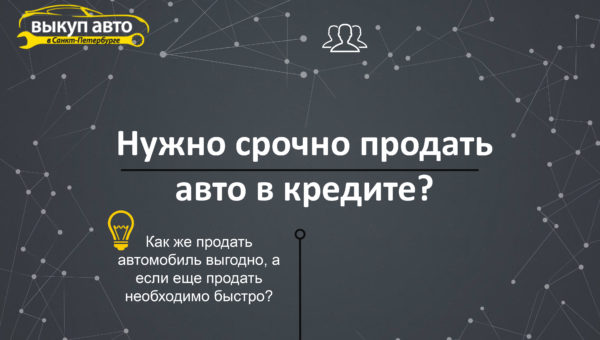 выкуп авто
в Санкт-Петербурге
Нужно срочно продать
авто в кредите?
Как же продать
автомобиль выгодно, а
если еще продать
необходимо быстро?